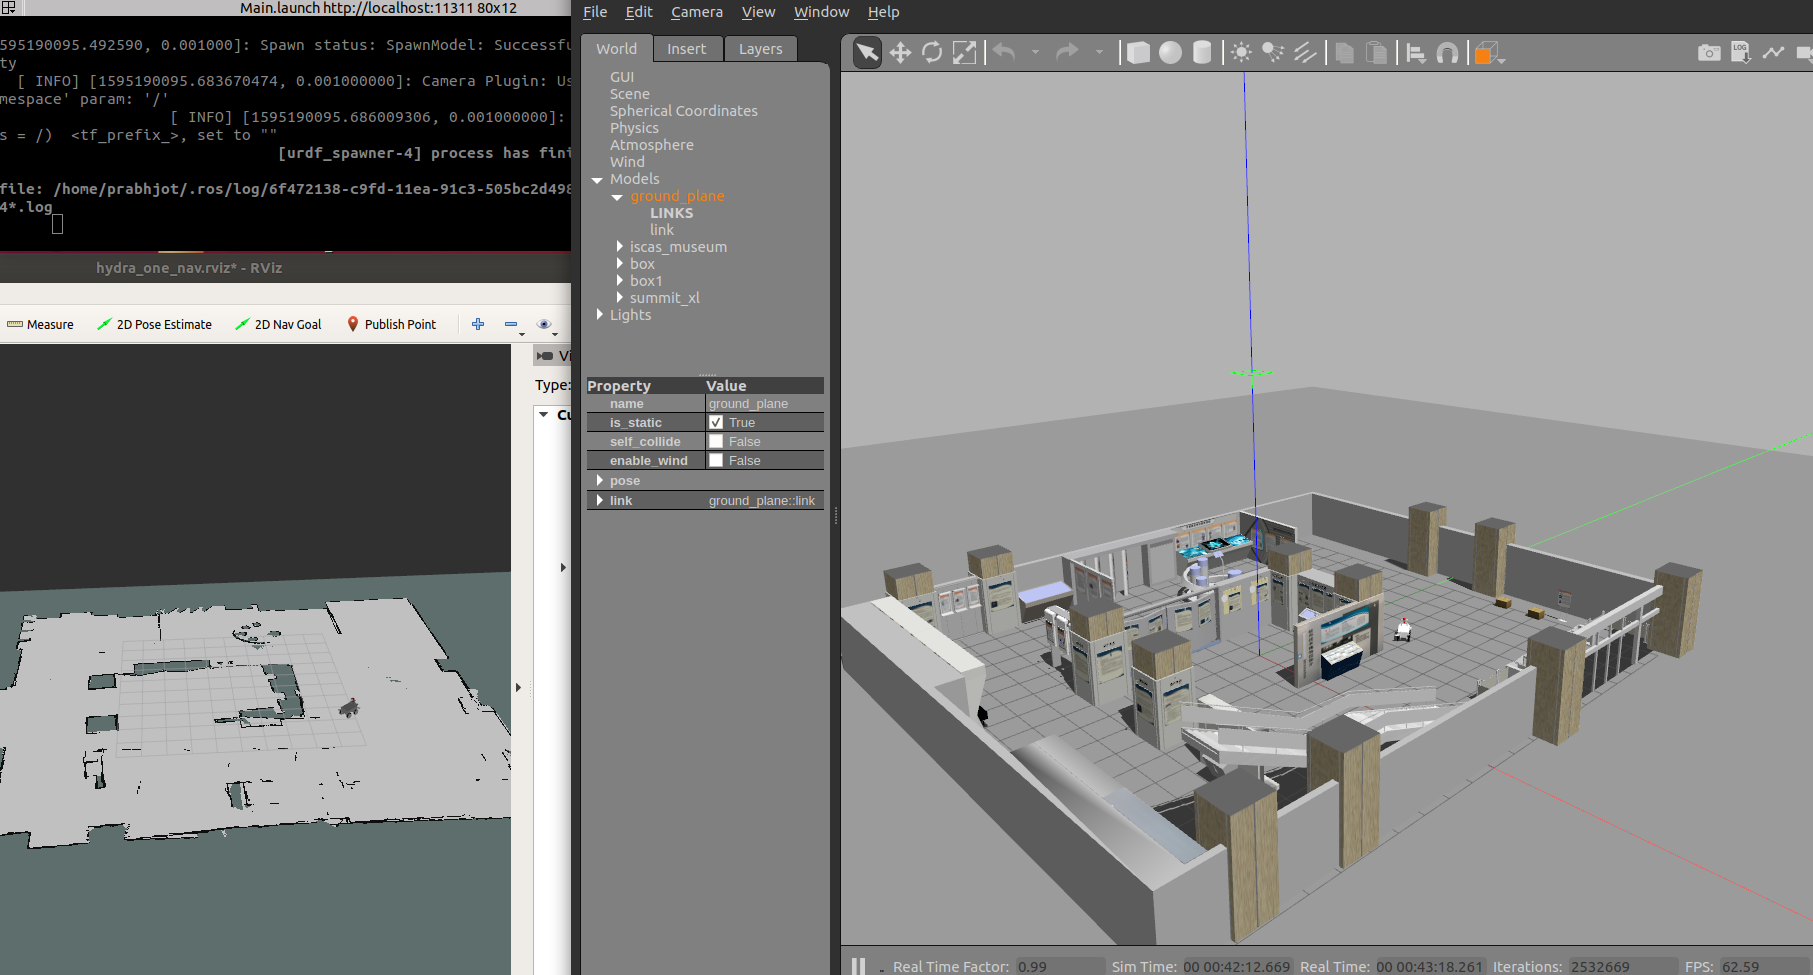 Main.launch http://localhost:11311 80x12
595190095.492590, 0.001000]: Spawn status: SpawnModel: Successfu
ty
[ INFO] [1595190095.683670474, 0.001000000]: Camera Plugin: Us
mespace' param: '/'
[ INFO] [1595190095.686009306, 0.001000000]:
s = /)  <tf_prefix_>, set to ""
[urdf_spawner-4] process has fini
file: /home/prabhjot/.ros/log/6f472138-c9fd-11ea-91c3-505bc2d498
4*.log
hydra_one_nav.rviz* - RViz
Measure 2D Pose Estimate 2D Nav Goal Publish Point
Vi
Type:
Cu
File Edit Camera View Window Help
World Insert Layers
GUI
Scene
Spherical Coordinates
Physics
Atmosphere
Wind
Models
ground_plane
LINKS
link
iscas_museum
box
box1
summit_xl
Lights
Property Value
name ground_plane
is_static True
self_collide False
enable_wind False
pose
link ground_plane::link
LOG
Real Time Factor: 0.99 Sim Time: 00 00:42:12.669 Real Time: 00 00:43:18.261 Iterations: 2532669 FPS: 62.59